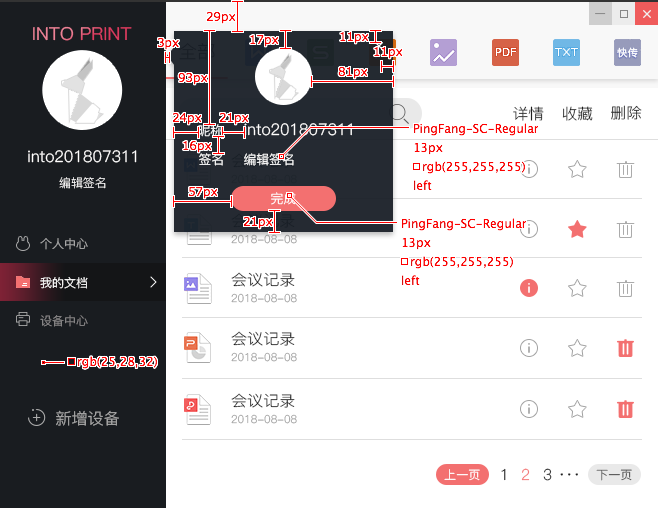 29px
INTO PRINT
3px
17px
11px
11px
全部
PDF
TXT
快传
93px
81px
24px
21px
昵称
into201807311
详情
收藏
删除
PingFang-SC-Regular
13px
rgb(255,255,255)
left
16px
签名
编辑签名
into201807311
编辑签名
57px
完成
21px
PingFang-SC-Regular
13px
rgb(255,255,255)
left
2018-08-08
个人中心
我的文档
设备中心
rgb(25,28,32)
新增设备
会议记录
2018-08-08
会议记录
2018-08-08
会议记录
2018-08-08
上一页
1
2
3
···
下一页